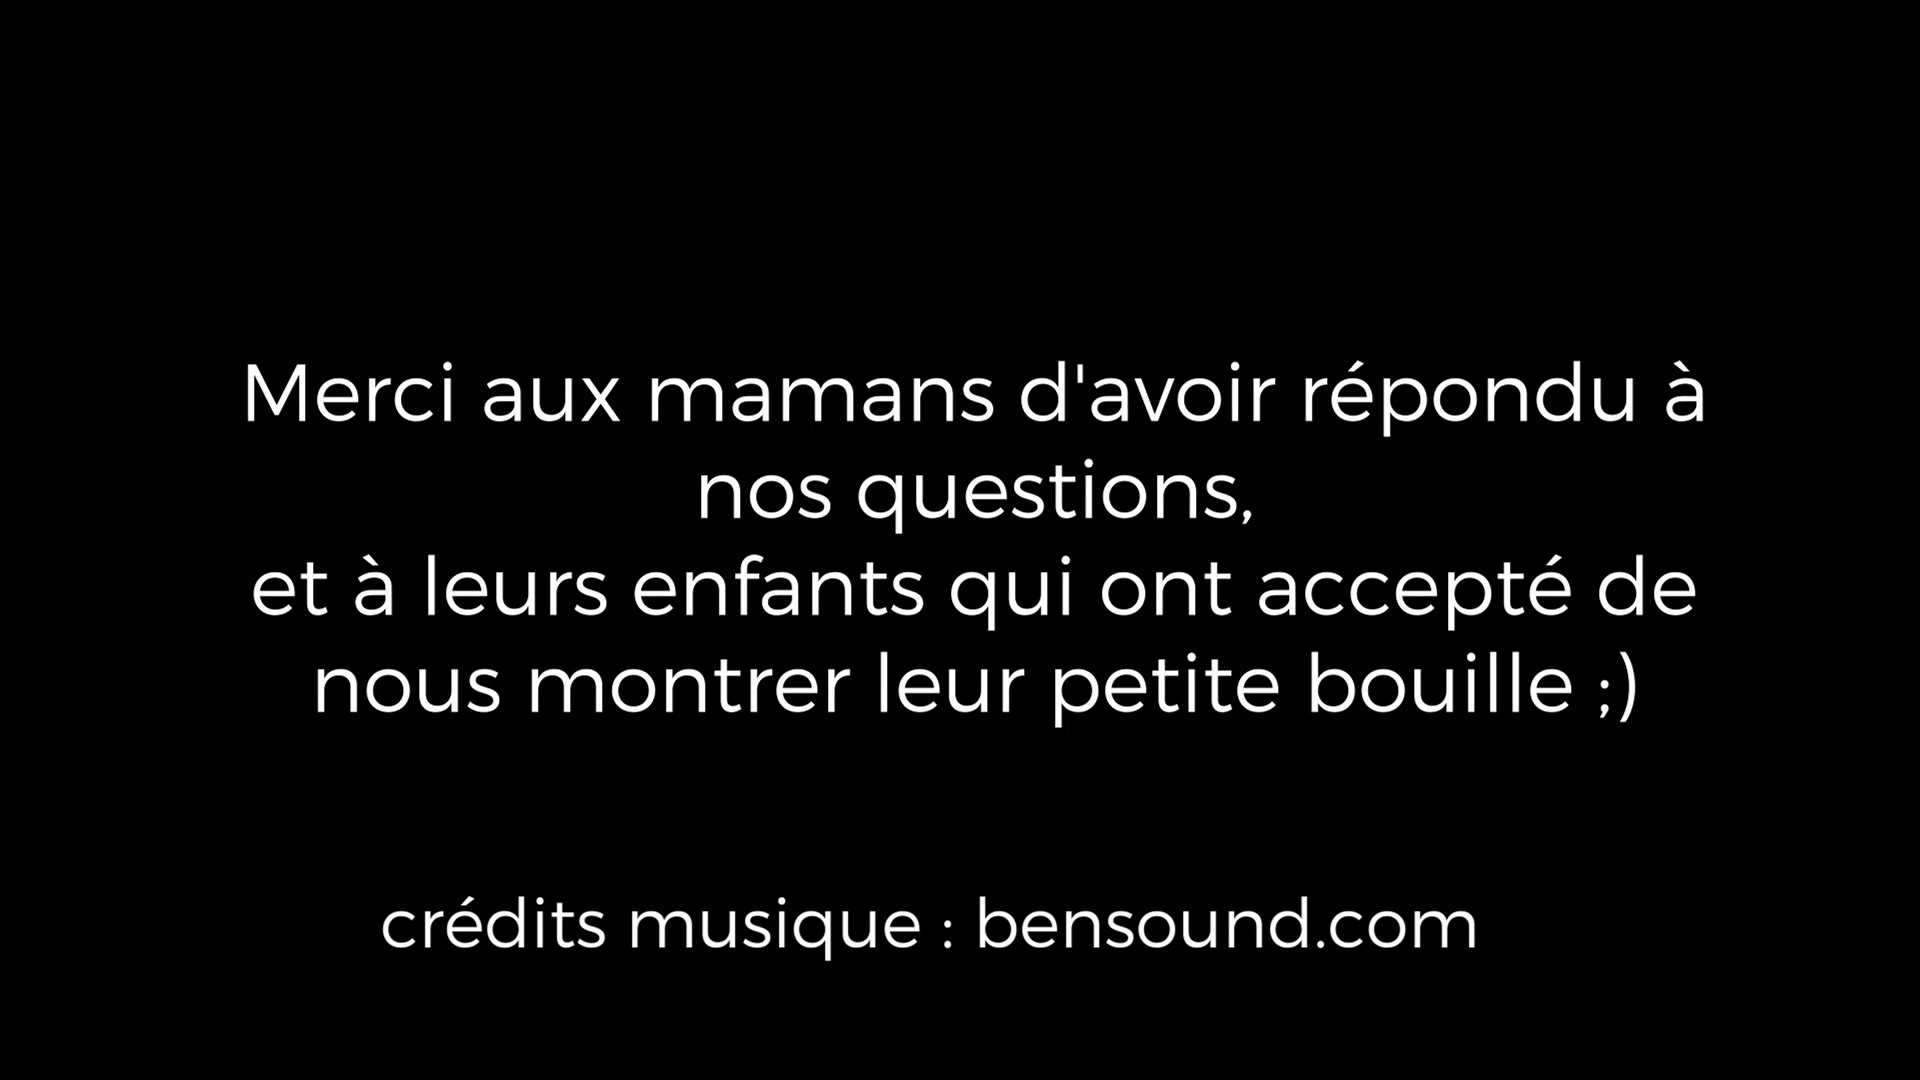 Merci aux mamans d'avoir répondu à
nos questions,
et à leurs enfants qui ont accepté de
nous montrer leur petite bouille ;)
crédits musique : bensound.com